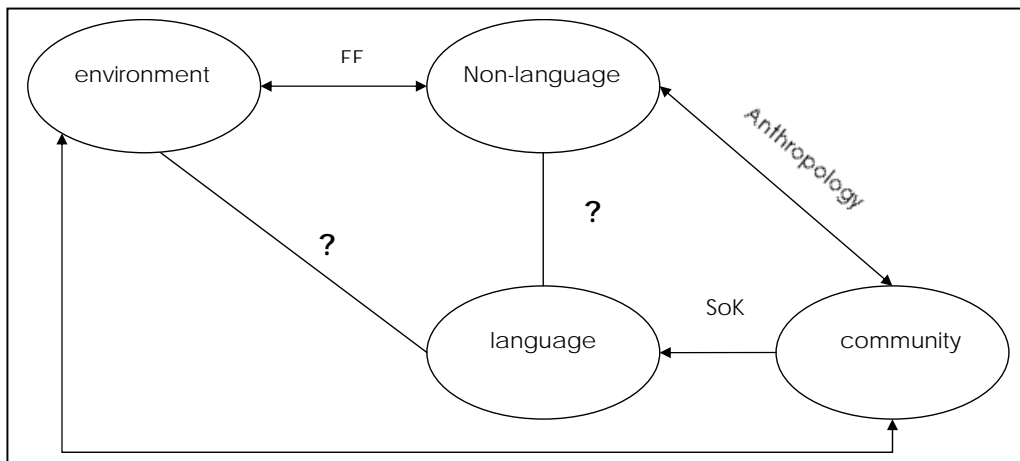 environment
FF
Non-language
Anthropology
?
?
language
SoK
community